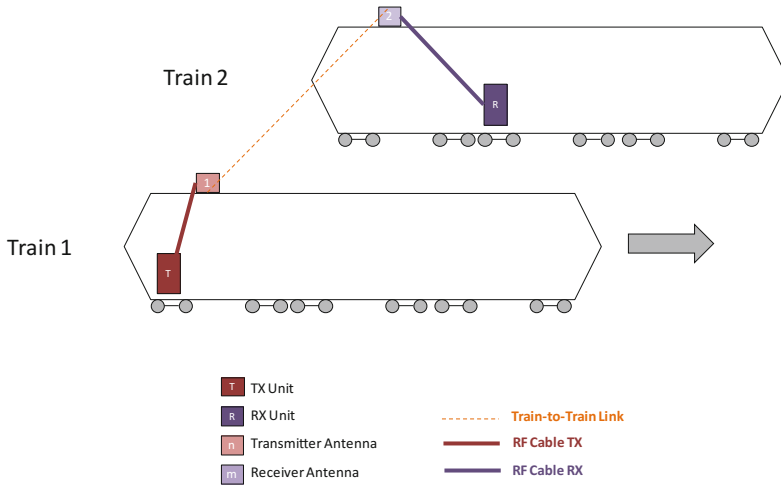 2
Train 2
R
1
Train 1
T
T TX Unit
R RX Unit
n Transmitter Antenna
m Receiver Antenna
Train-to-Train Link
RF Cable TX
RF Cable RX